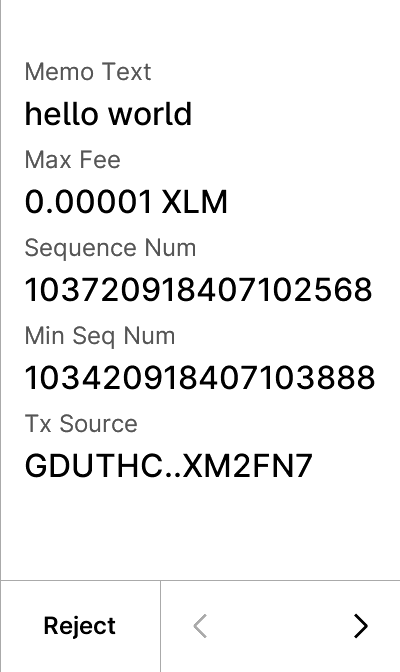 Memo Text
hello world
Max Fee
0.00001 XLM
Sequence Num
103720918407102568
Min Seq Num
103420918407103888
Tx Source
GDUTHC..XM2FN7
Reject